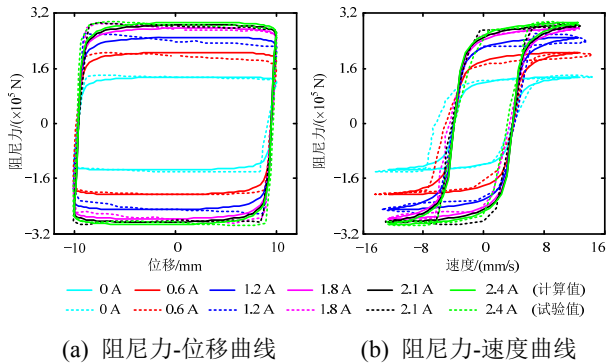 3.2
1.6
0
−1.6
−3.2
阻尼力/(×10⁵ N)
−10
0
10
位移/mm
3.2
1.6
0
−1.6
−3.2
阻尼力/(×10⁵ N)
−16
−8
0
8
16
速度/(mm/s)
0 A 0.6 A 1.2 A 1.8 A 2.1 A 2.4 A (计算值)
0 A 0.6 A 1.2 A 1.8 A 2.1 A 2.4 A (试验值)
(a) 阻尼力-位移曲线
(b) 阻尼力-速度曲线